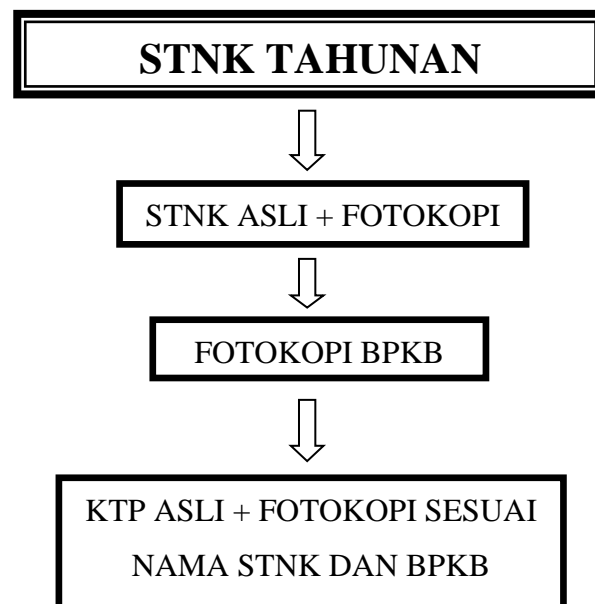 STNK TAHUNAN
STNK ASLI + FOTOKOPI
FOTOKOPI BPKB
KTP ASLI + FOTOKOPI SESUAI
NAMA STNK DAN BPKB